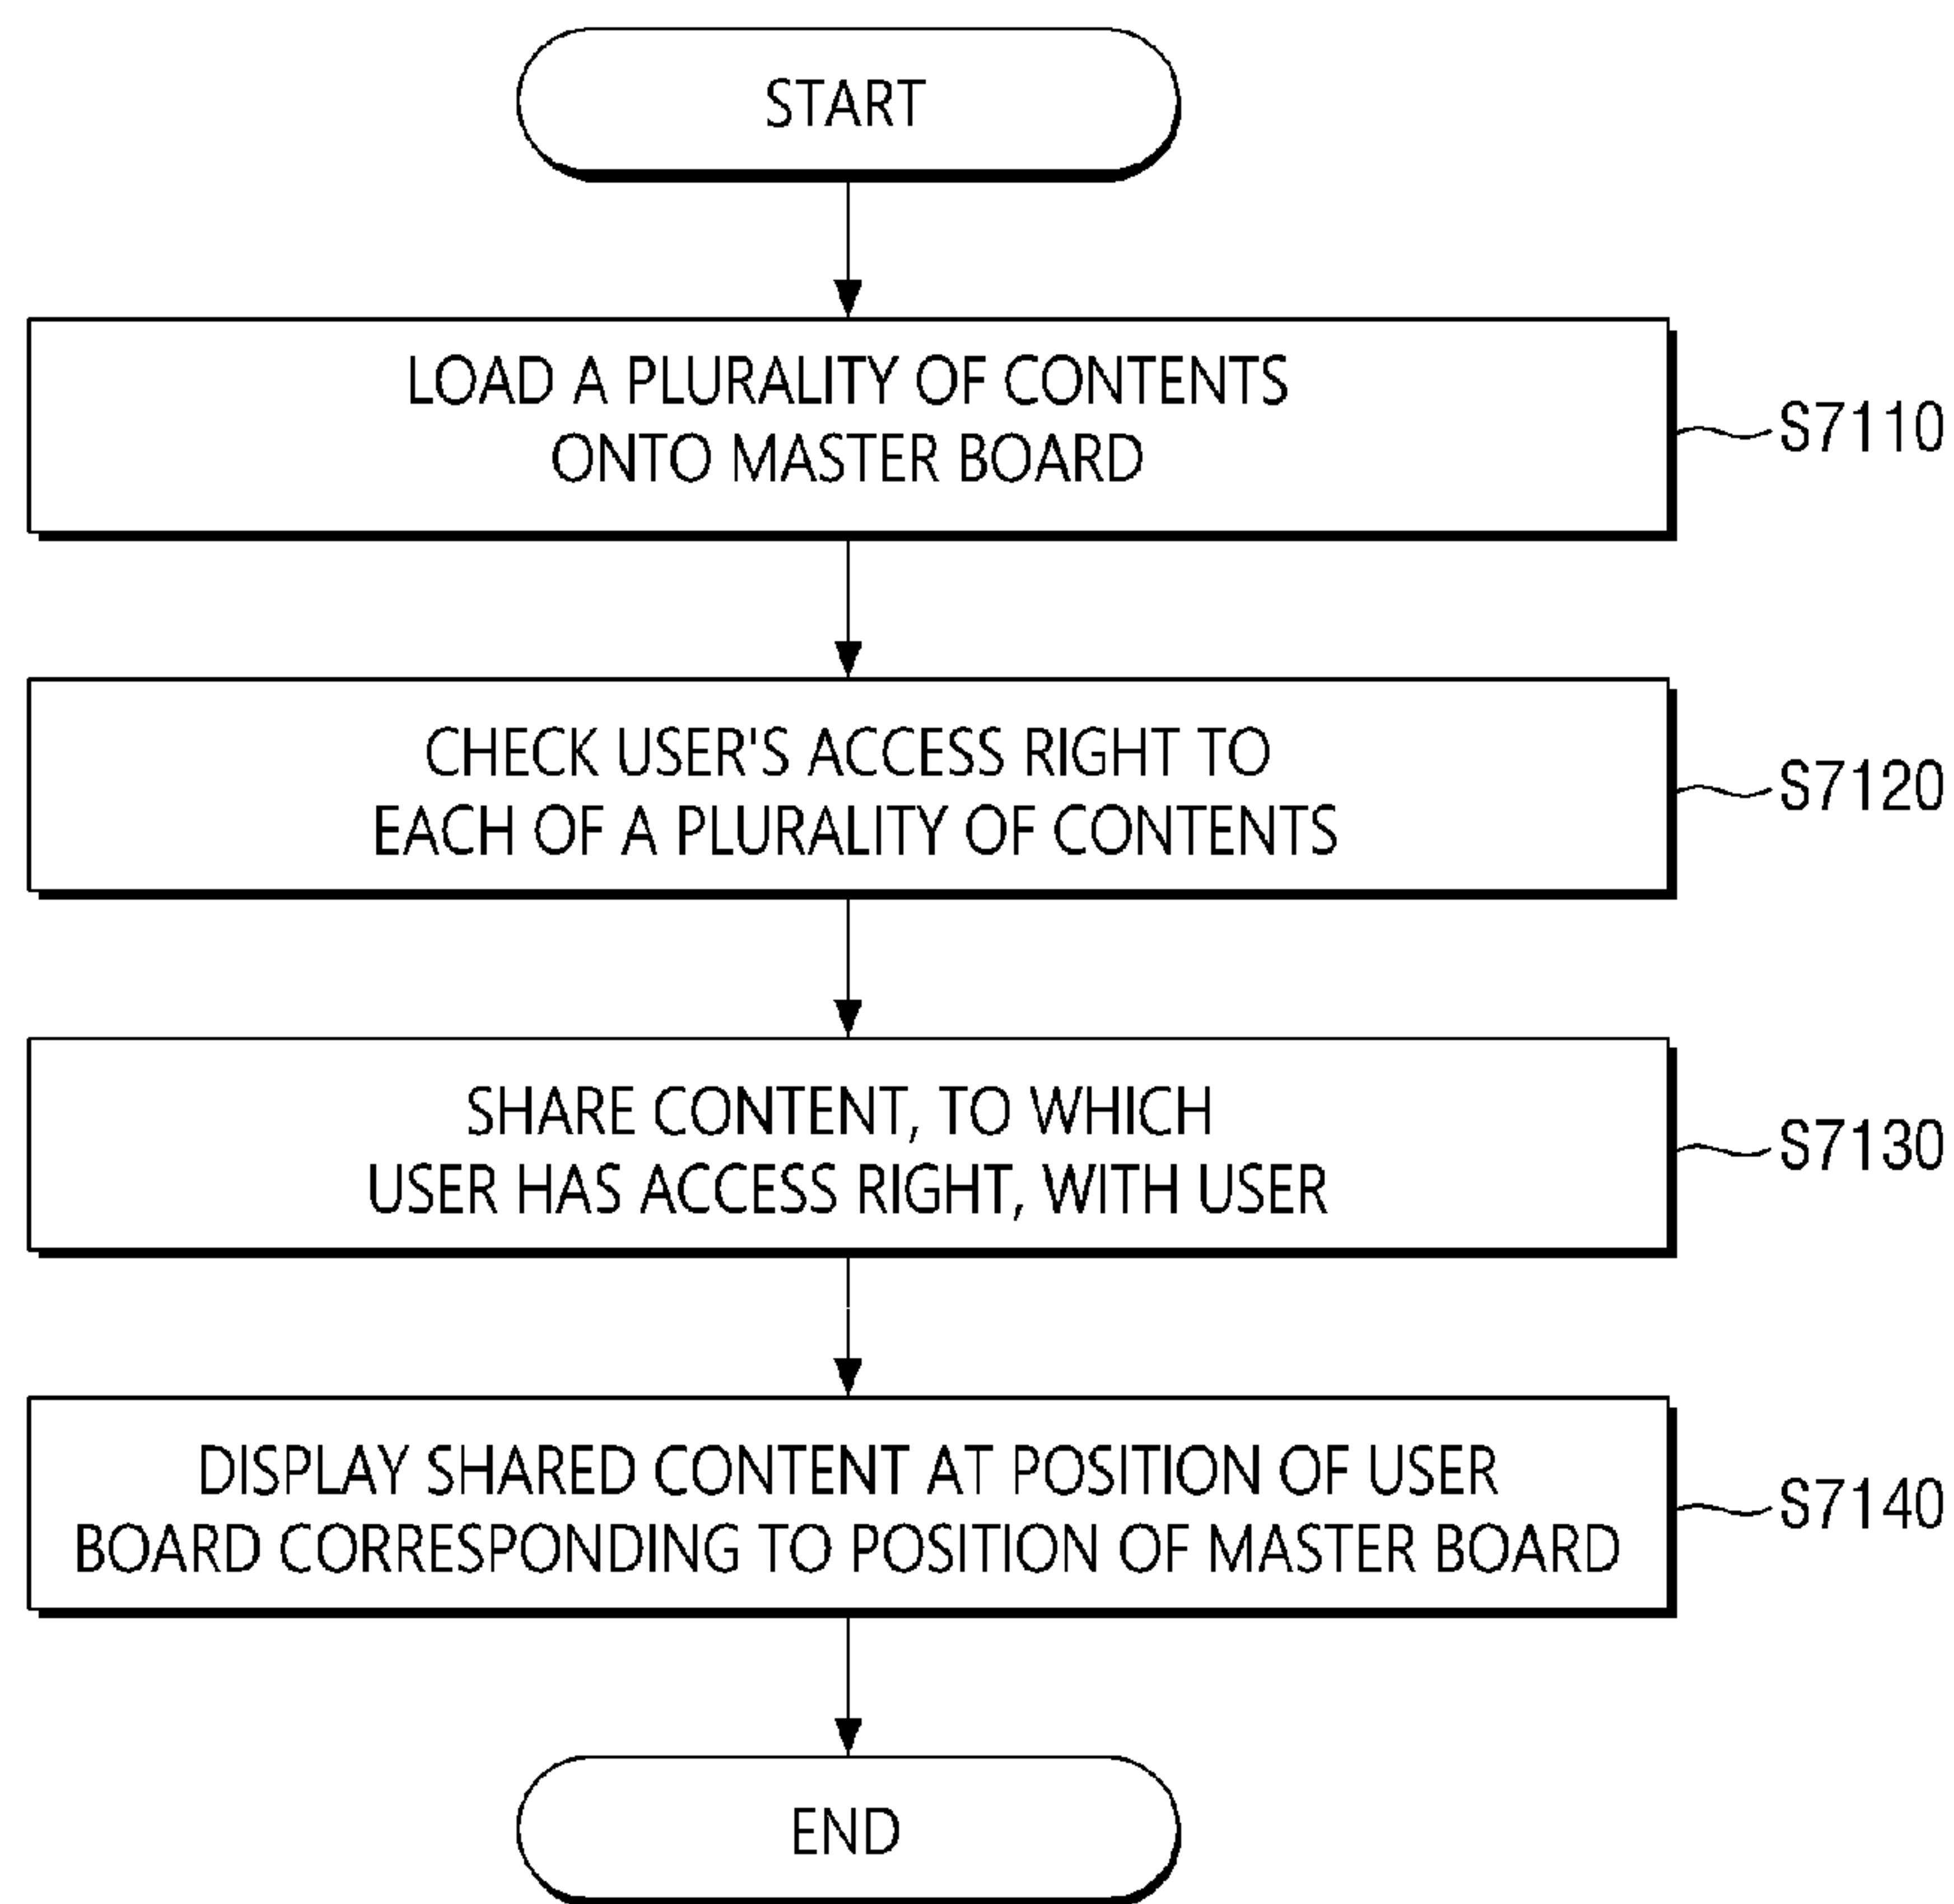 START
LOAD A PLURALITY OF CONTENTS
ONTO MASTER BOARD
S7110
CHECK USER'S ACCESS RIGHT TO
EACH OF A PLURALITY OF CONTENTS
S7120
SHARE CONTENT, TO WHICH
USER HAS ACCESS RIGHT, WITH USER
S7130
DISPLAY SHARED CONTENT AT POSITION OF USER
BOARD CORRESPONDING TO POSITION OF MASTER BOARD
S7140
END